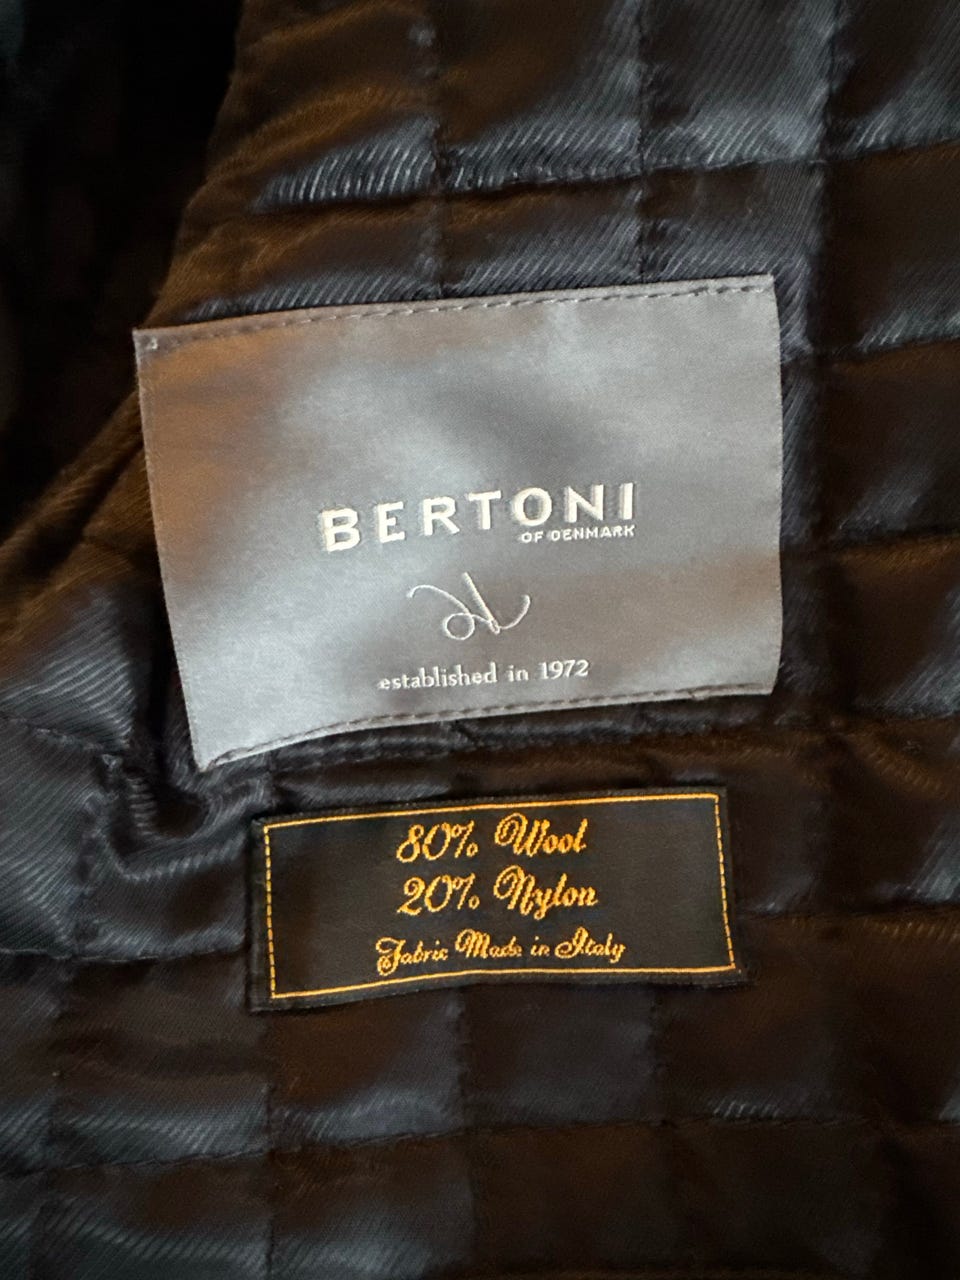 BERTONI
OF DENMARK
established in 1972
80% Wool
20% Nylon
Fabric Made in Italy